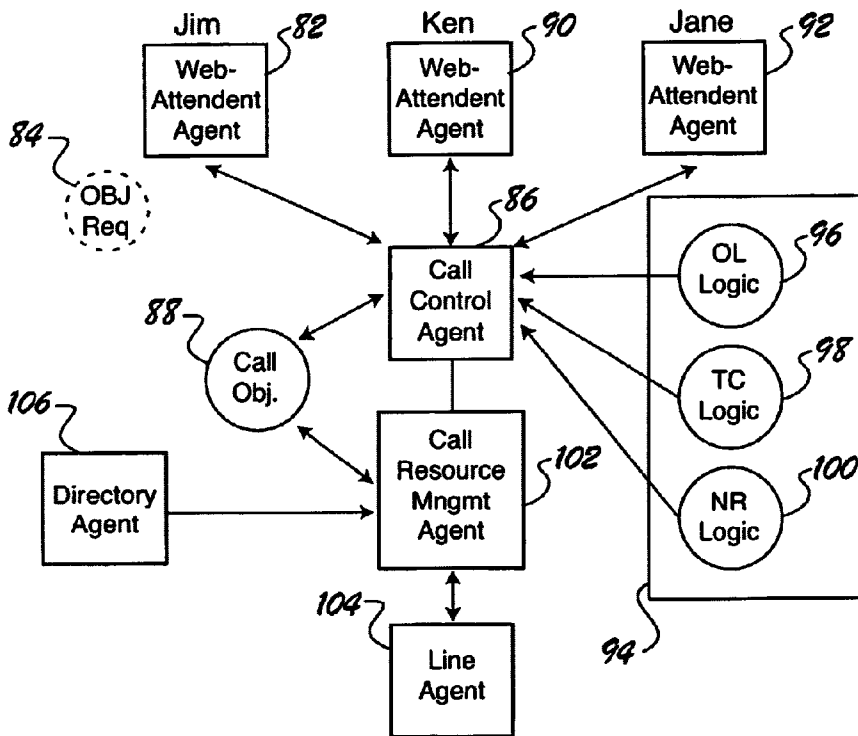 Jim
Ken
Jane
82
90
92
Web-
Attendent
Agent
Web-
Attendent
Agent
Web-
Attendent
Agent
84
OBJ
Req
86
Call
Control
Agent
OL
Logic
96
88
Call
Obj.
TC
Logic
98
106
Directory
Agent
Call
Resource
Mngmt
Agent
102
NR
Logic
100
104
Line
Agent
94